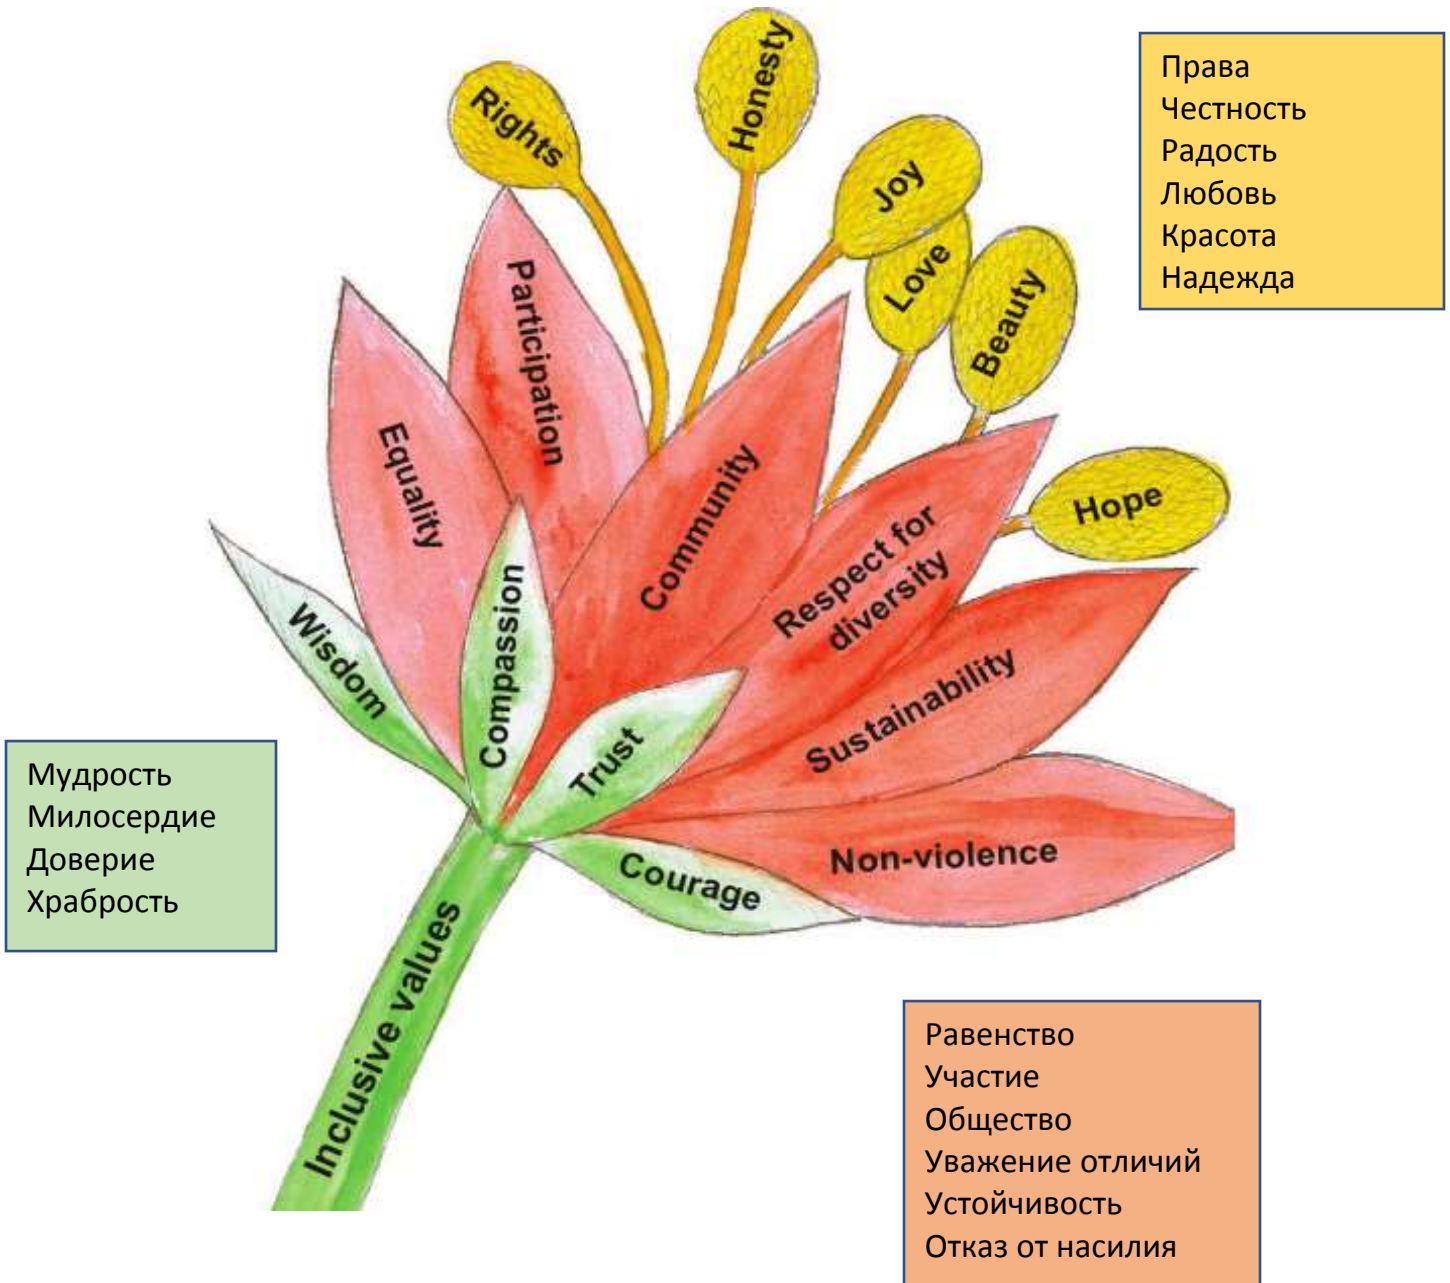 Rights
Honesty
Joy
Love
Beauty
Hope
Participation
Equality
Community
Respect for
diversity
Sustainability
Non-violence
Wisdom
Compassion
Trust
Courage
Inclusive values
Права
Честность
Радость
Любовь
Красота
Надежда
Мудрость
Милосердие
Доверие
Храбрость
Равенство
Участие
Общество
Уважение отличий
Устойчивость
Отказ от насилия